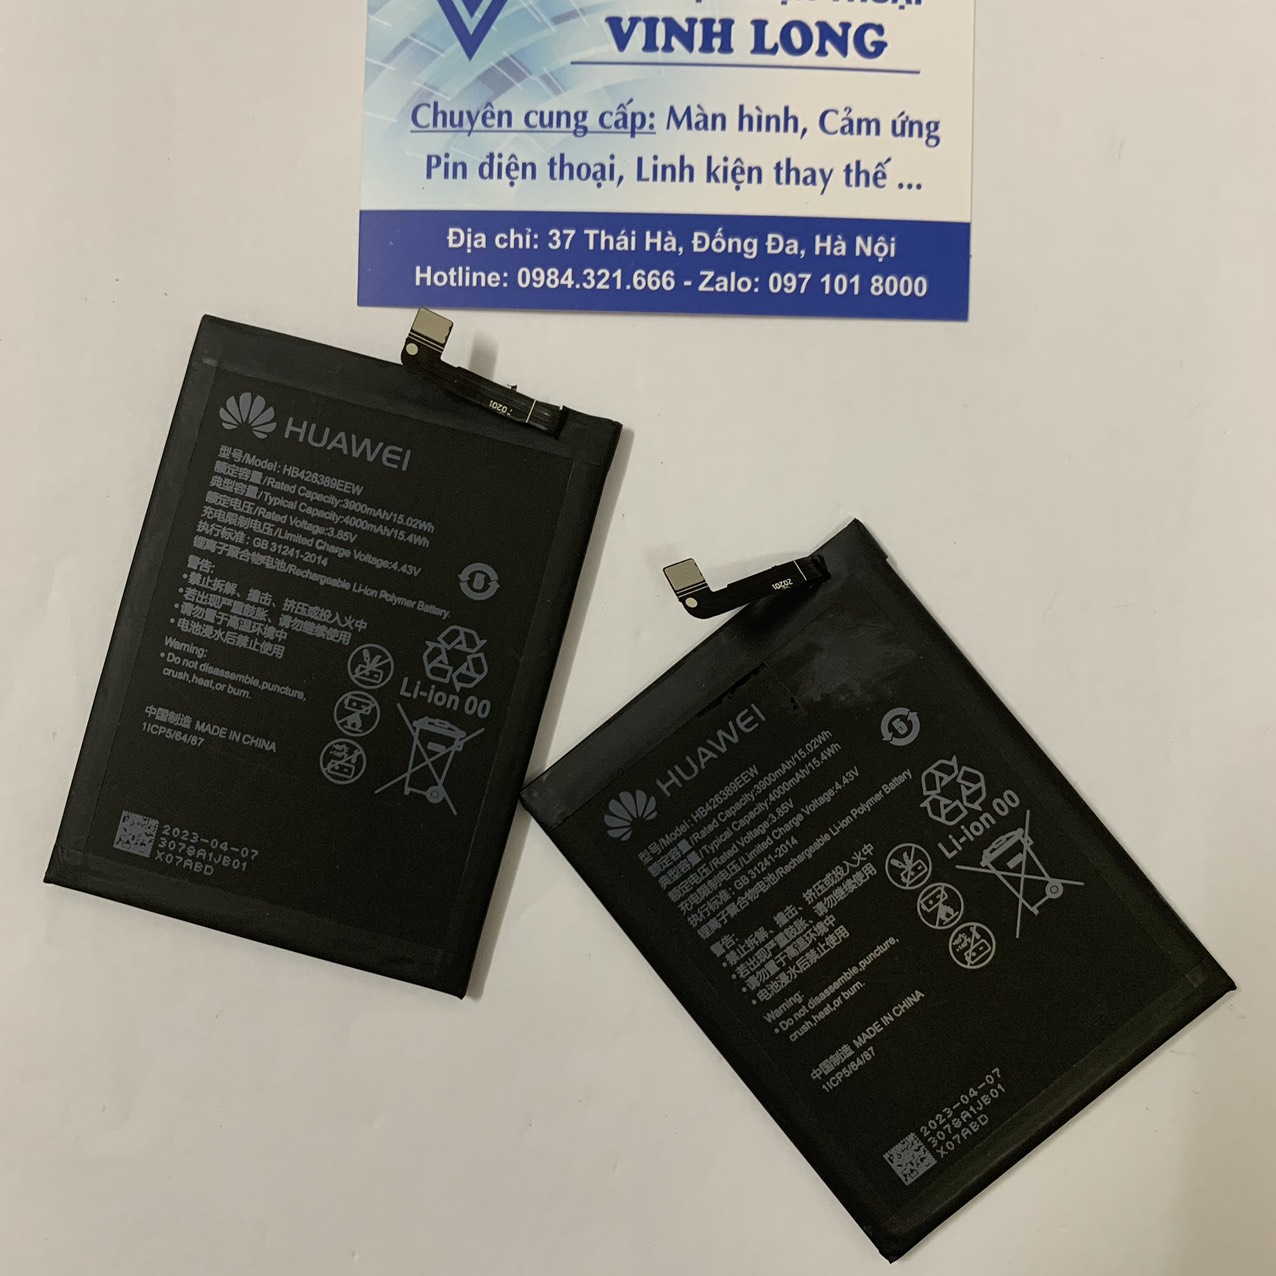 VINH LONG
Chuyên cung cấp: Màn hình, Cảm ứng
Pin điện thoại, Linh kiện thay thế ...
Địa chỉ: 37 Thái Hà, Đống Đa, Hà Nội
Hotline: 0984.321.666 - Zalo: 097 101 8000
20201
HUAWEI
型号/Model: HB426389EEW
额定容量/Rated Capacity:3900mAh/15.02Wh
典型容量/Typical Capacity:4000mAh/15.4Wh
额定电压/Rated Voltage:3.85V
充电限制电压/Limited Charge Voltage:4.43V
执行标准: GB 31241-2014
锂离子聚合物电池/Rechargeable Li-ion Polymer Battery
警告:
•禁止拆解、撞击、挤压或投入火中
•若出现严重鼓胀、请勿继续使用
•请勿置于高温环境中
•电池浸水后禁止使用
Warning:
• Do not disassemble,puncture,
crush,heat,or burn.
Li-ion 00
中国制造 MADE IN CHINA
1ICP5/64/87
2023-04-07
3078A1JB01
X07ABD
20201
HUAWEI
型号/Model: HB426389EEW
额定容量/Rated Capacity:3900mAh/15.02Wh
典型容量/Typical Capacity:4000mAh/15.4Wh
额定电压/Rated Voltage:3.85V
充电限制电压/Limited Charge Voltage:4.43V
执行标准: GB 31241-2014
锂离子聚合物电池/Rechargeable Li-ion Polymer Battery
警告:
•禁止拆解、撞击、挤压或投入火中
•若出现严重鼓胀、请勿继续使用
•请勿置于高温环境中
•电池浸水后禁止使用
Warning:
• Do not disassemble,puncture,
crush,heat,or burn.
Li-ion 00
中国制造 MADE IN CHINA
1ICP5/64/87
2023-04-07
3078A1JB01
X07ABD